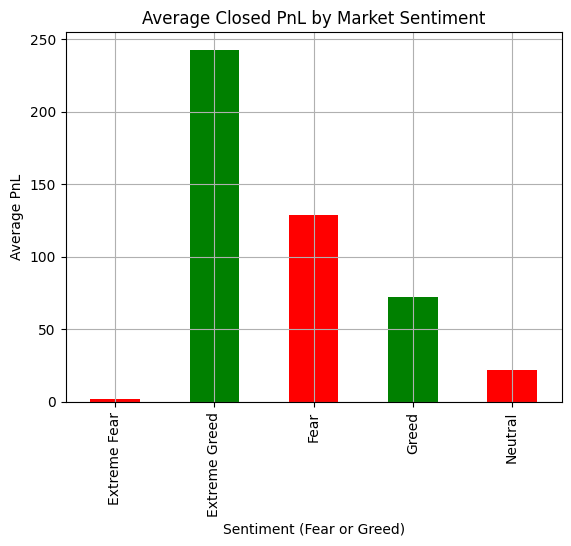 Average Closed PnL by Market Sentiment
Average PnL
250
200
150
100
50
0
Extreme Fear
Extreme Greed
Fear
Greed
Neutral
Sentiment (Fear or Greed)